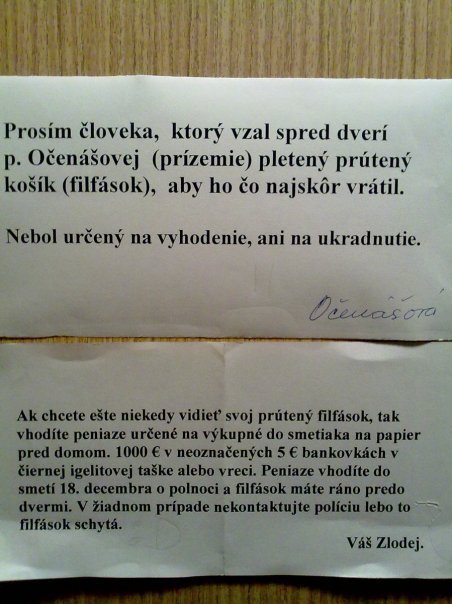 Prosím človeka, ktorý vzal spred dverí
p. Očenášovej (prízemie) pletený prútený
košík (filfások), aby ho čo najskôr vrátil.
Nebol určený na vyhodenie, ani na ukradnutie.
Očenášová
Ak chcete ešte niekedy vidieť svoj prútený filfások, tak
vhodíte peniaze určené na výkupné do smetiaka na papier
pred domom. 1000 € v neoznačených 5 € bankovkách v
čiernej igelitovej taške alebo vreci. Peniaze vhodíte do
smetí 18. decembra o polnoci a filfások máte ráno predo
dvermi. V žiadnom prípade nekontaktujte políciu lebo to
filfások schytá.
Váš Zlodej.